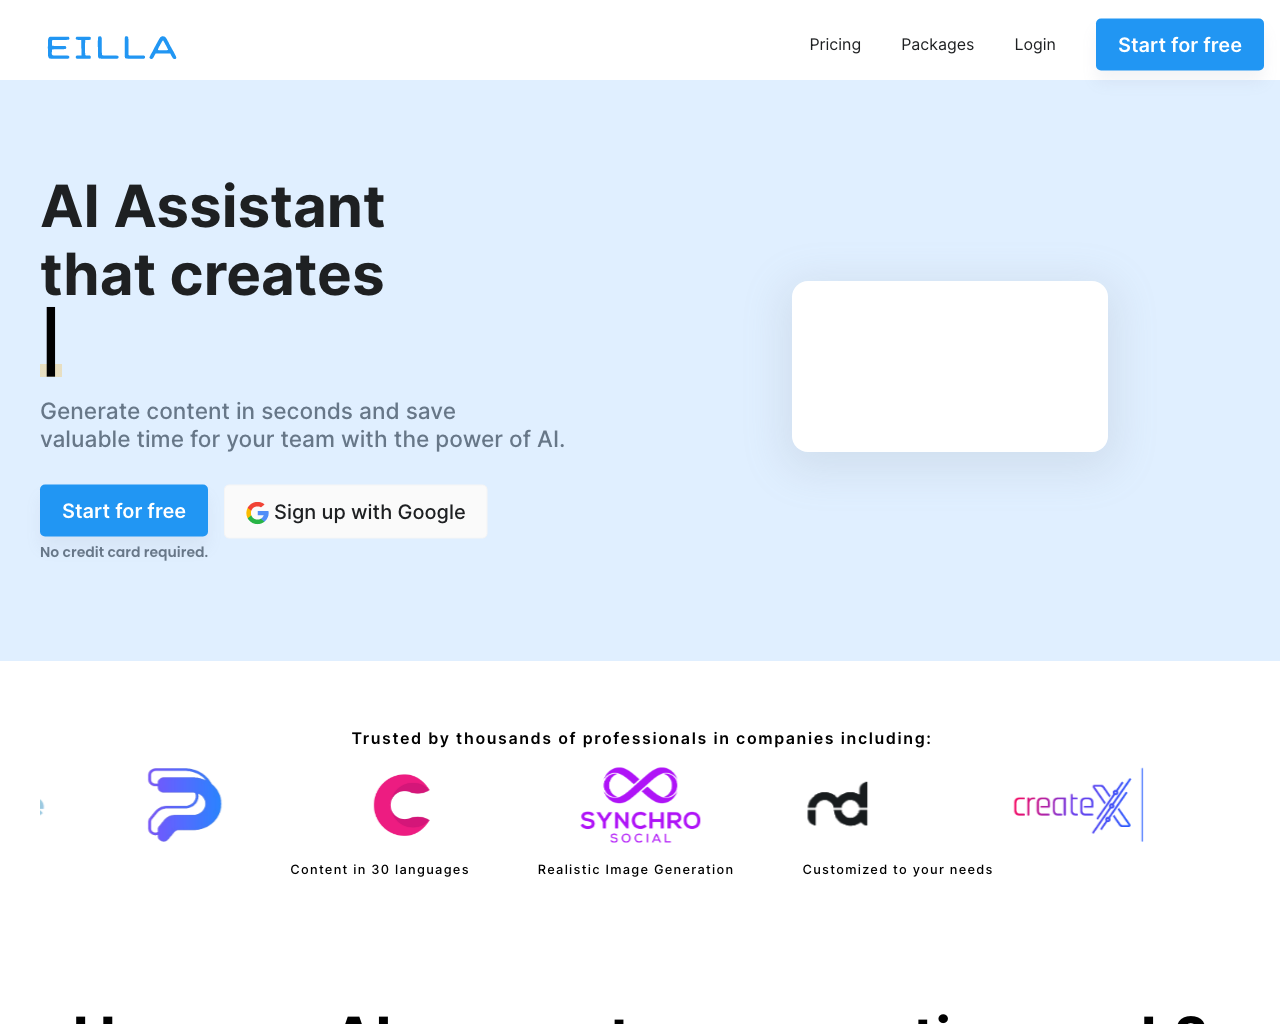 EILLA
Pricing
Packages
Login
Start for free
AI Assistant
that creates
Generate content in seconds and save
valuable time for your team with the power of AI.
Start for free
Sign up with Google
No credit card required.
Trusted by thousands of professionals in companies including:
SYNCHRO
SOCIAL
createX
Content in 30 languages
Realistic Image Generation
Customized to your needs